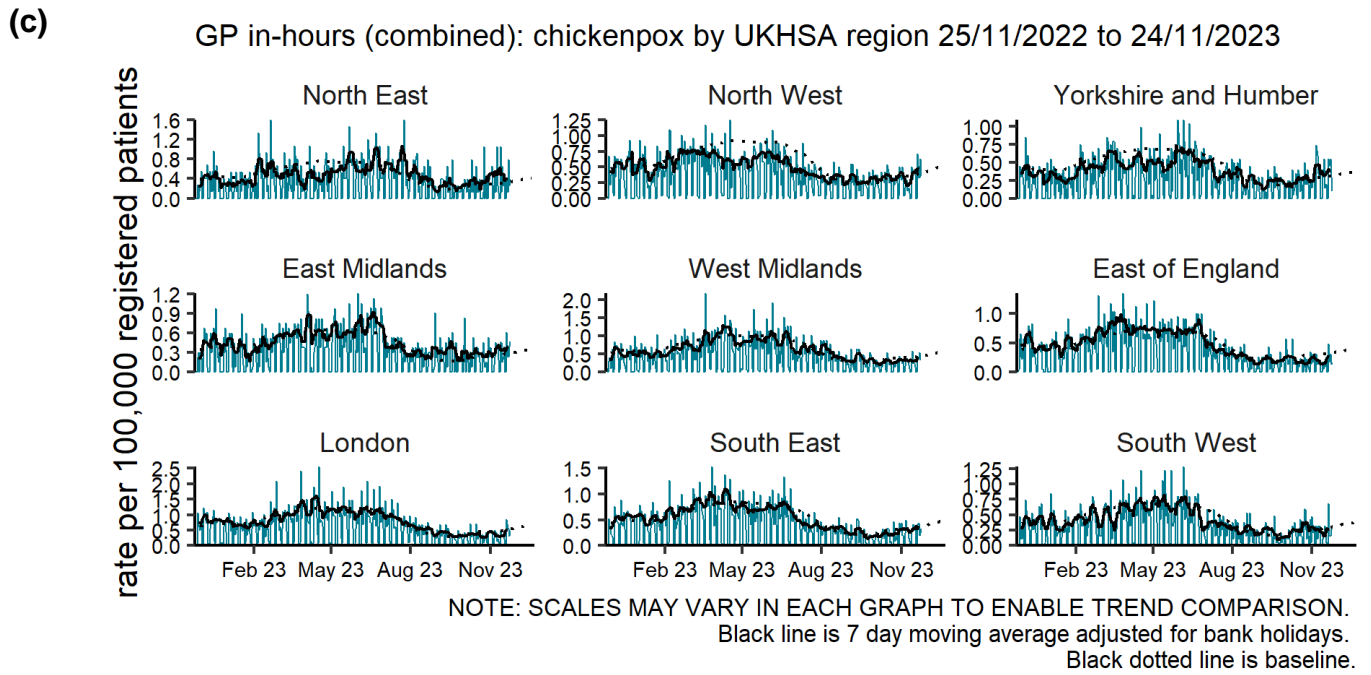 (c)
GP in-hours (combined): chickenpox by UKHSA region 25/11/2022 to 24/11/2023
rate per 100,000 registered patients
North East
1.6
1.2
0.8
0.4
0.0
North West
1.25
1.00
0.75
0.50
0.25
0.00
Yorkshire and Humber
1.00
0.75
0.50
0.25
0.00
East Midlands
1.2
0.9
0.6
0.3
0.0
West Midlands
2.0
1.5
1.0
0.5
0.0
East of England
1.0
0.5
0.0
London
2.5
2.0
1.5
1.0
0.5
0.0
Feb 23 May 23 Aug 23 Nov 23
South East
1.5
1.0
0.5
0.0
Feb 23 May 23 Aug 23 Nov 23
South West
1.25
1.00
0.75
0.50
0.25
0.00
Feb 23 May 23 Aug 23 Nov 23
NOTE: SCALES MAY VARY IN EACH GRAPH TO ENABLE TREND COMPARISON.
Black line is 7 day moving average adjusted for bank holidays.
Black dotted line is baseline.